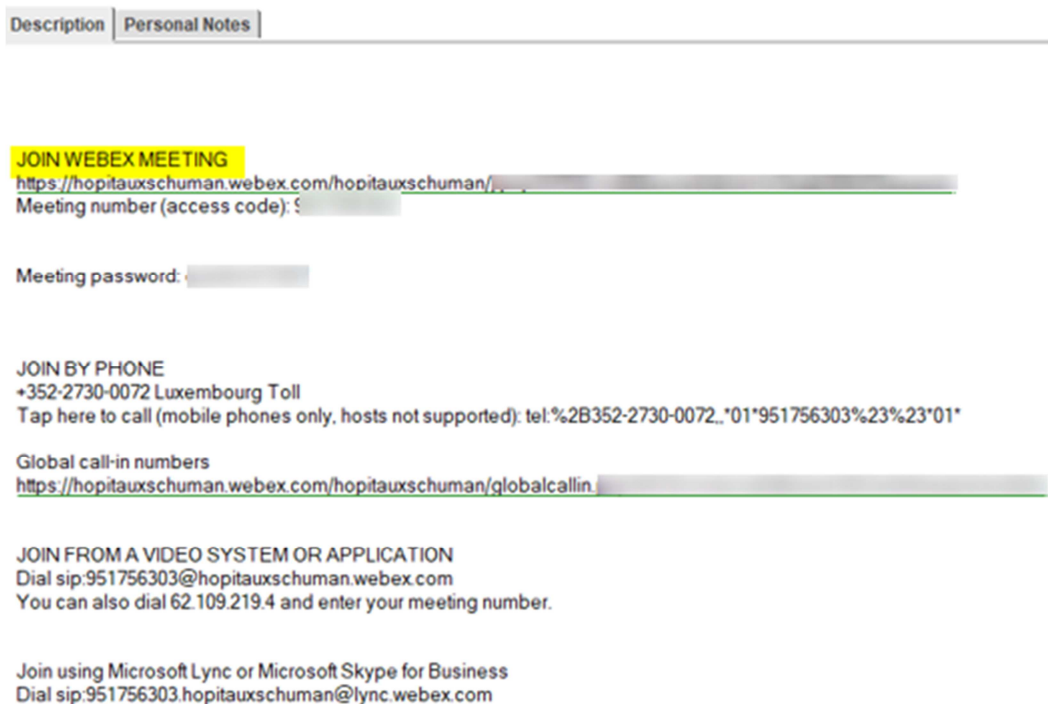 Description Personal Notes
JOIN WEBEX MEETING
https://hopitauxschuman.webex.com/hopitauxschuman/
Meeting number (access code): 9
Meeting password:
JOIN BY PHONE
+352-2730-0072 Luxembourg Toll
Tap here to call (mobile phones only, hosts not supported): tel:%2B352-2730-0072,,*01*951756303%23%23*01*
Global call-in numbers
https://hopitauxschuman.webex.com/hopitauxschuman/globalcallin.
JOIN FROM A VIDEO SYSTEM OR APPLICATION
Dial sip:951756303@hopitauxschuman.webex.com
You can also dial 62.109.219.4 and enter your meeting number.
Join using Microsoft Lync or Microsoft Skype for Business
Dial sip:951756303.hopitauxschuman@lync.webex.com